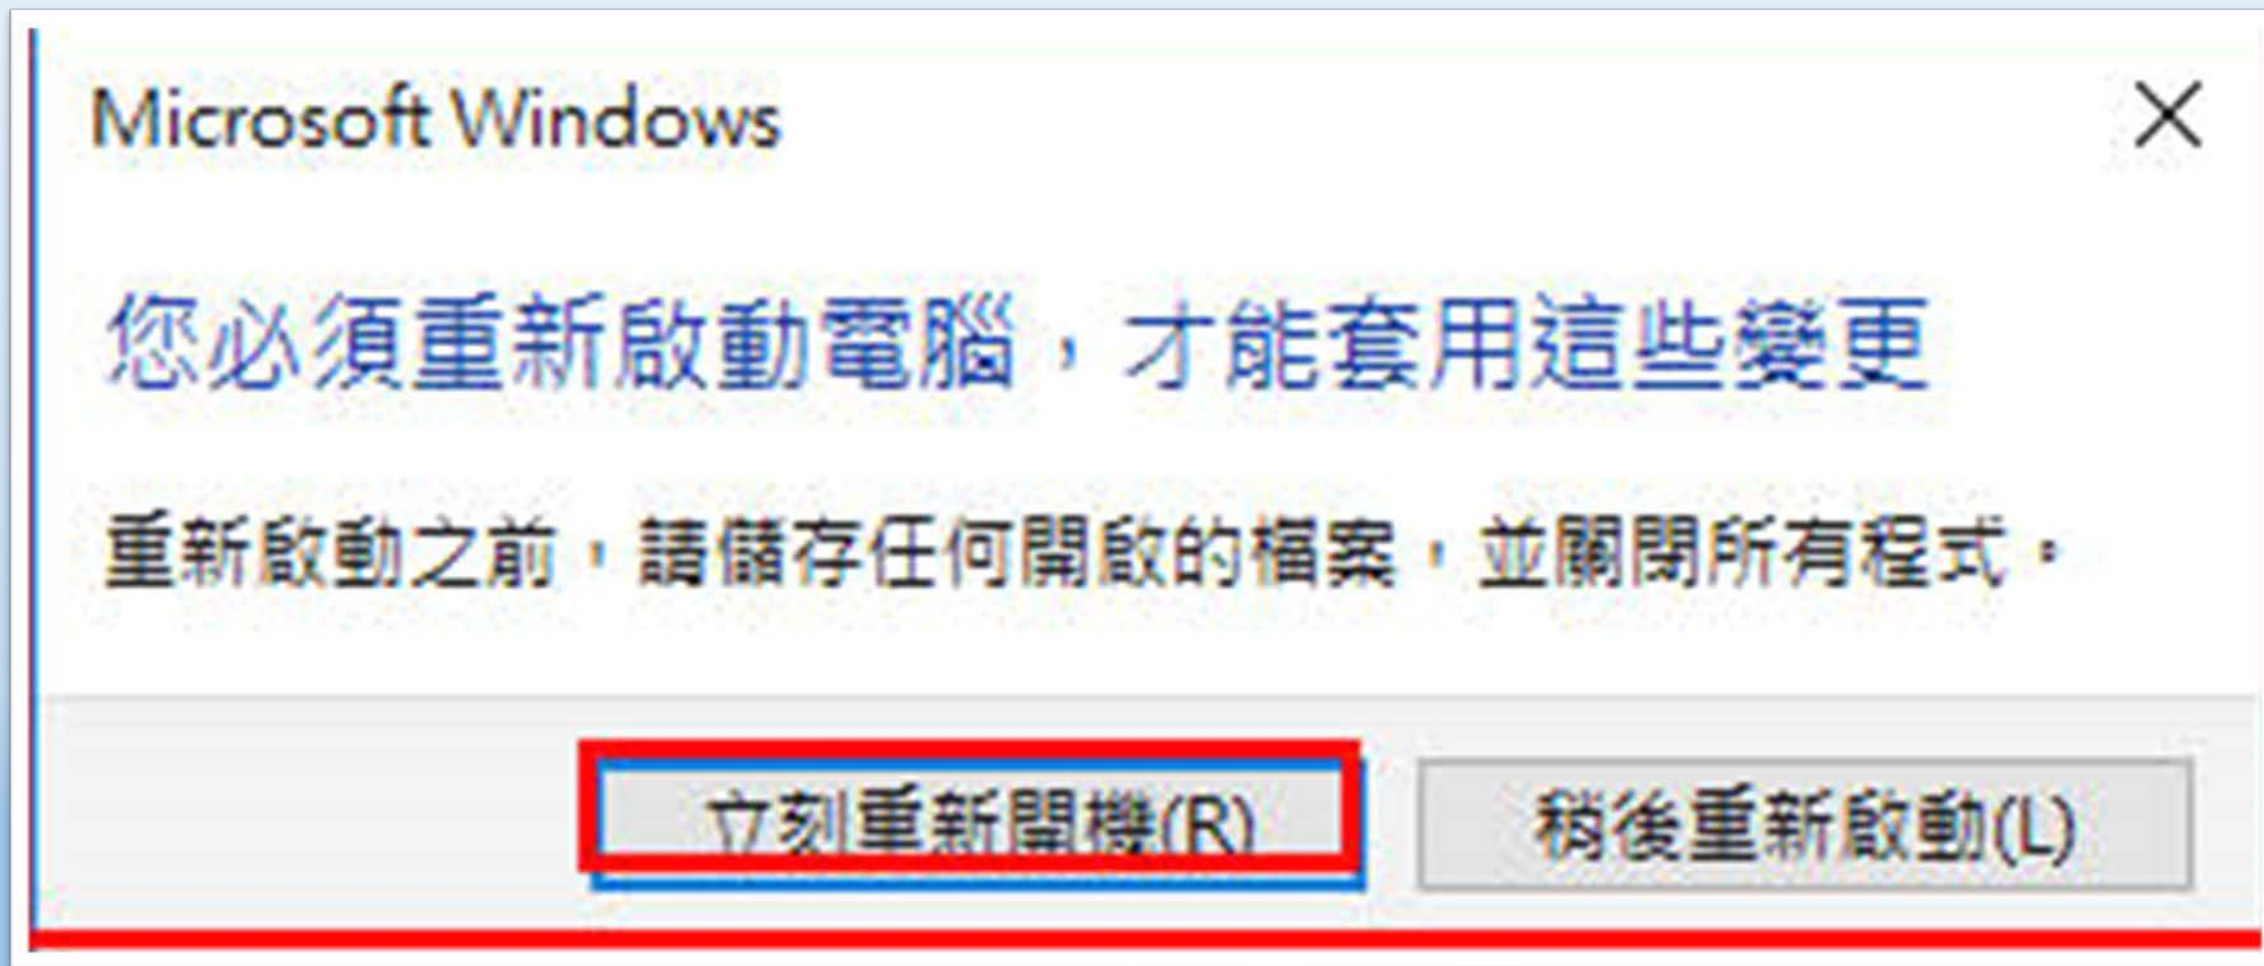 Microsoft Windows
您必須重新啟動電腦，才能套用這些變更
重新啟動之前，請儲存任何開啟的檔案，並關閉所有程式。
立刻重新開機(R) 稍後重新啟動(L)